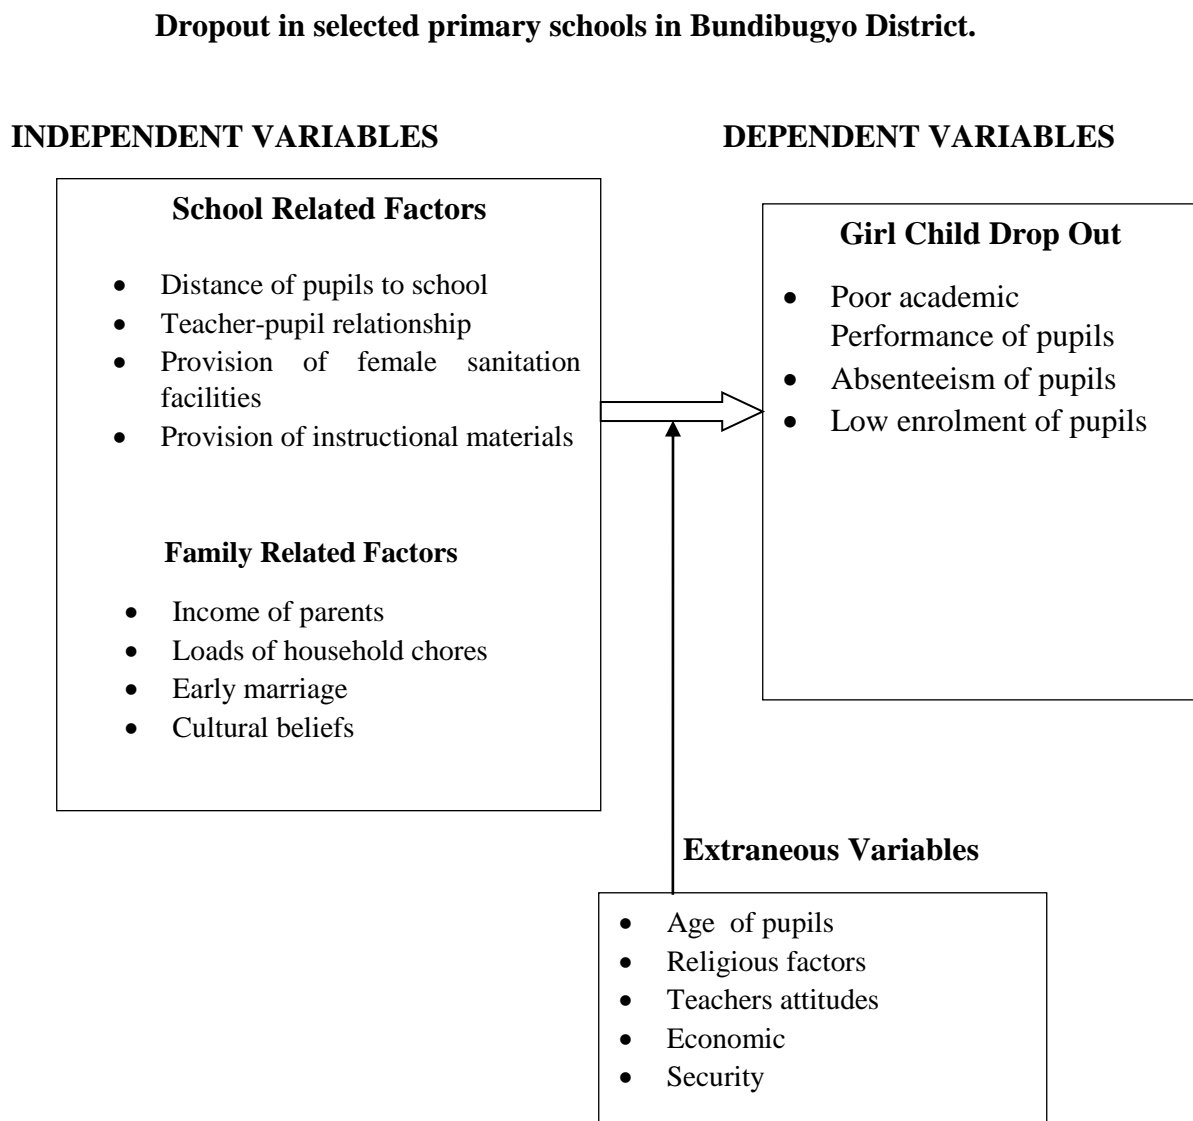 Dropout in selected primary schools in Bundibugyo District.
INDEPENDENT VARIABLES
DEPENDENT VARIABLES
School Related Factors
• Distance of pupils to school
• Teacher-pupil relationship
• Provision of female sanitation
facilities
• Provision of instructional materials
Family Related Factors
• Income of parents
• Loads of household chores
• Early marriage
• Cultural beliefs
Girl Child Drop Out
• Poor academic
Performance of pupils
• Absenteeism of pupils
• Low enrolment of pupils
Extraneous Variables
• Age of pupils
• Religious factors
• Teachers attitudes
• Economic
• Security